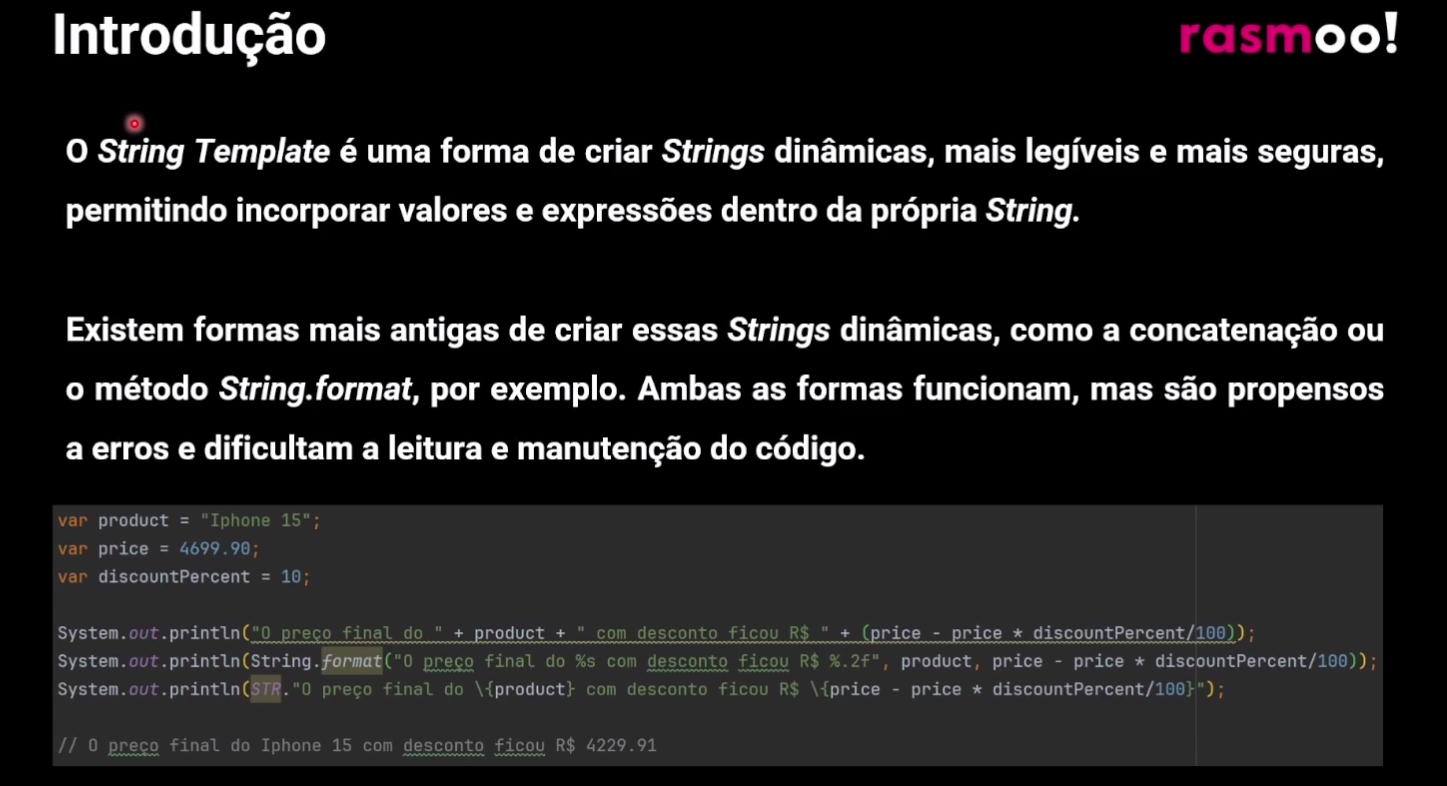 Introdução
rasmoo!
O String Template é uma forma de criar Strings dinâmicas, mais legíveis e mais seguras,
permitindo incorporar valores e expressões dentro da própria String.
Existem formas mais antigas de criar essas Strings dinâmicas, como a concatenação ou
o método String.format, por exemplo. Ambas as formas funcionam, mas são propensos
a erros e dificultam a leitura e manutenção do código.
var product = "Iphone 15";
var price = 4699.90;
var discountPercent = 10;
System.out.println("O preço final do " + product + " com desconto ficou R$ " + (price - price * discountPercent/100));
System.out.println(String.format("O preço final do %s com desconto ficou R$ %.2f", product, price - price * discountPercent/100));
System.out.println(STR."O preço final do \{product} com desconto ficou R$ \{price - price * discountPercent/100}");
// O preço final do Iphone 15 com desconto ficou R$ 4229.91